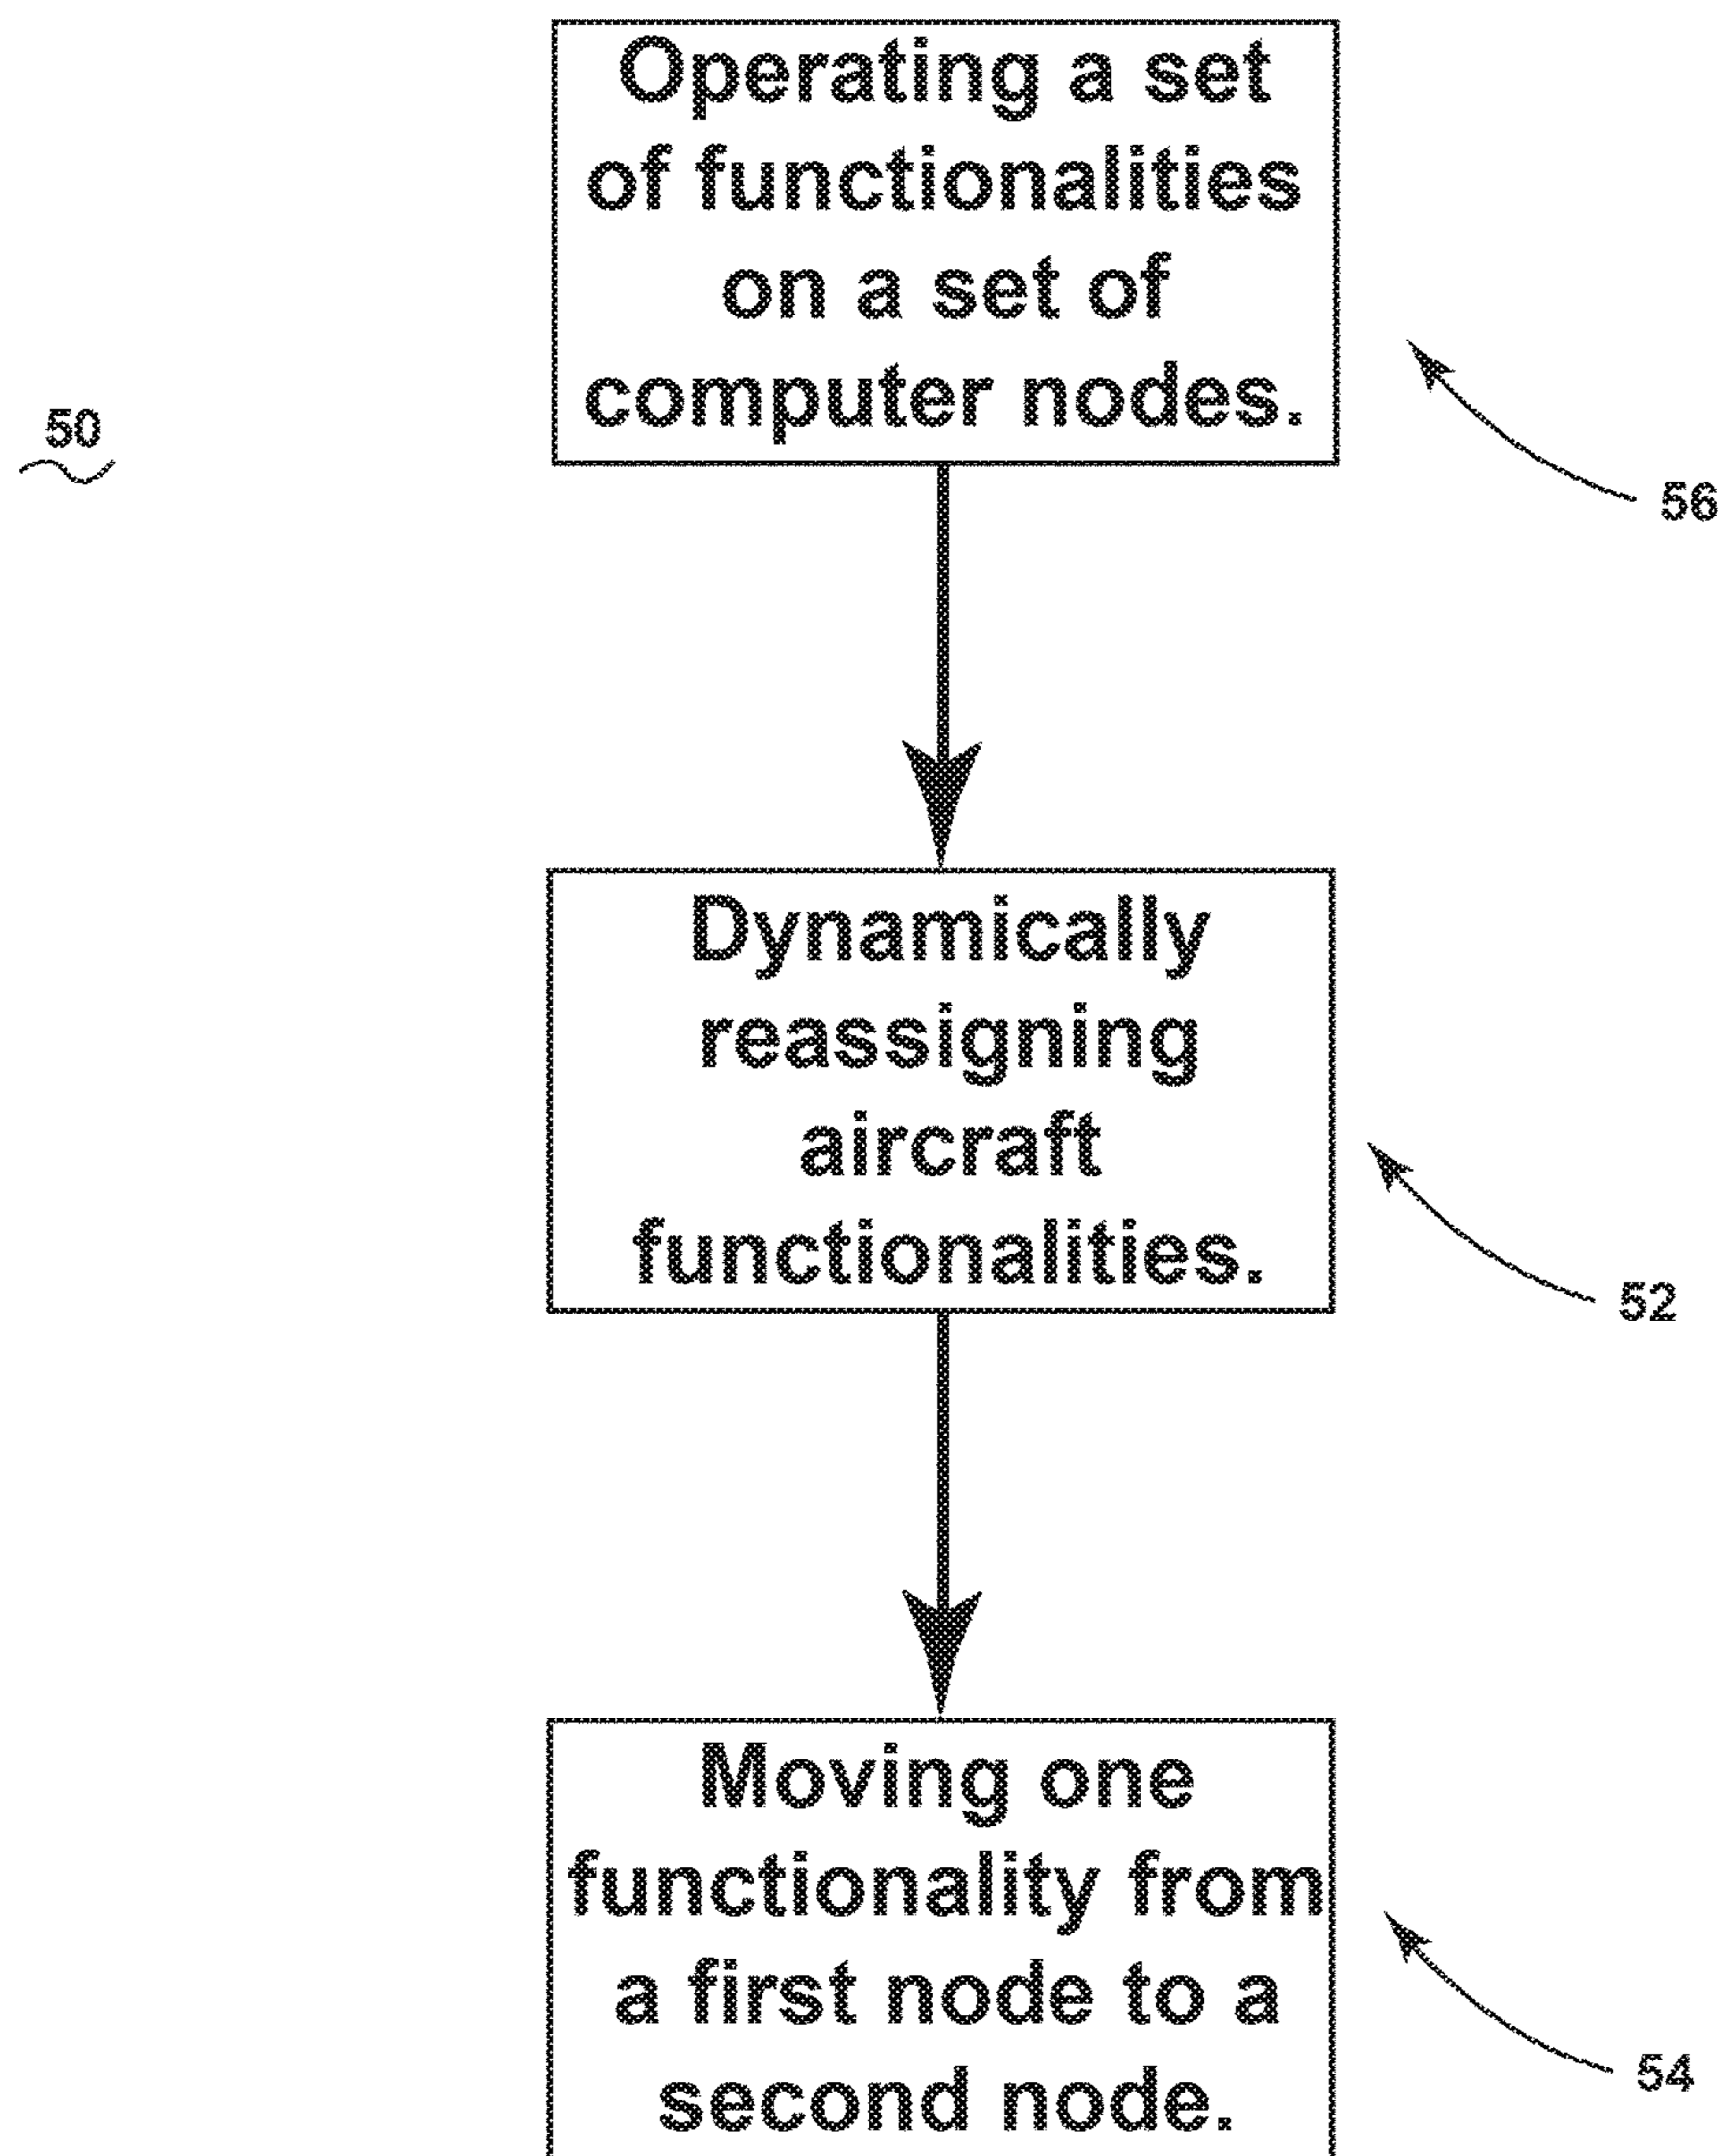 Operating a set
of functionalities
on a set of
computer nodes.
50
56
Dynamically
reassigning
aircraft
functionalities.
52
Moving one
functionality from
a first node to a
second node.
54